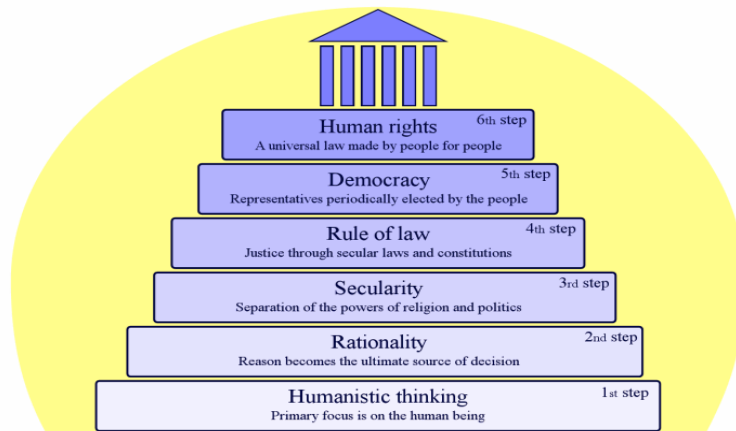 6th step
Human rights
A universal law made by people for people
5th step
Democracy
Representatives periodically elected by the people
4th step
Rule of law
Justice through secular laws and constitutions
3rd step
Secularity
Separation of the powers of religion and politics
2nd step
Rationality
Reason becomes the ultimate source of decision
1st step
Humanistic thinking
Primary focus is on the human being